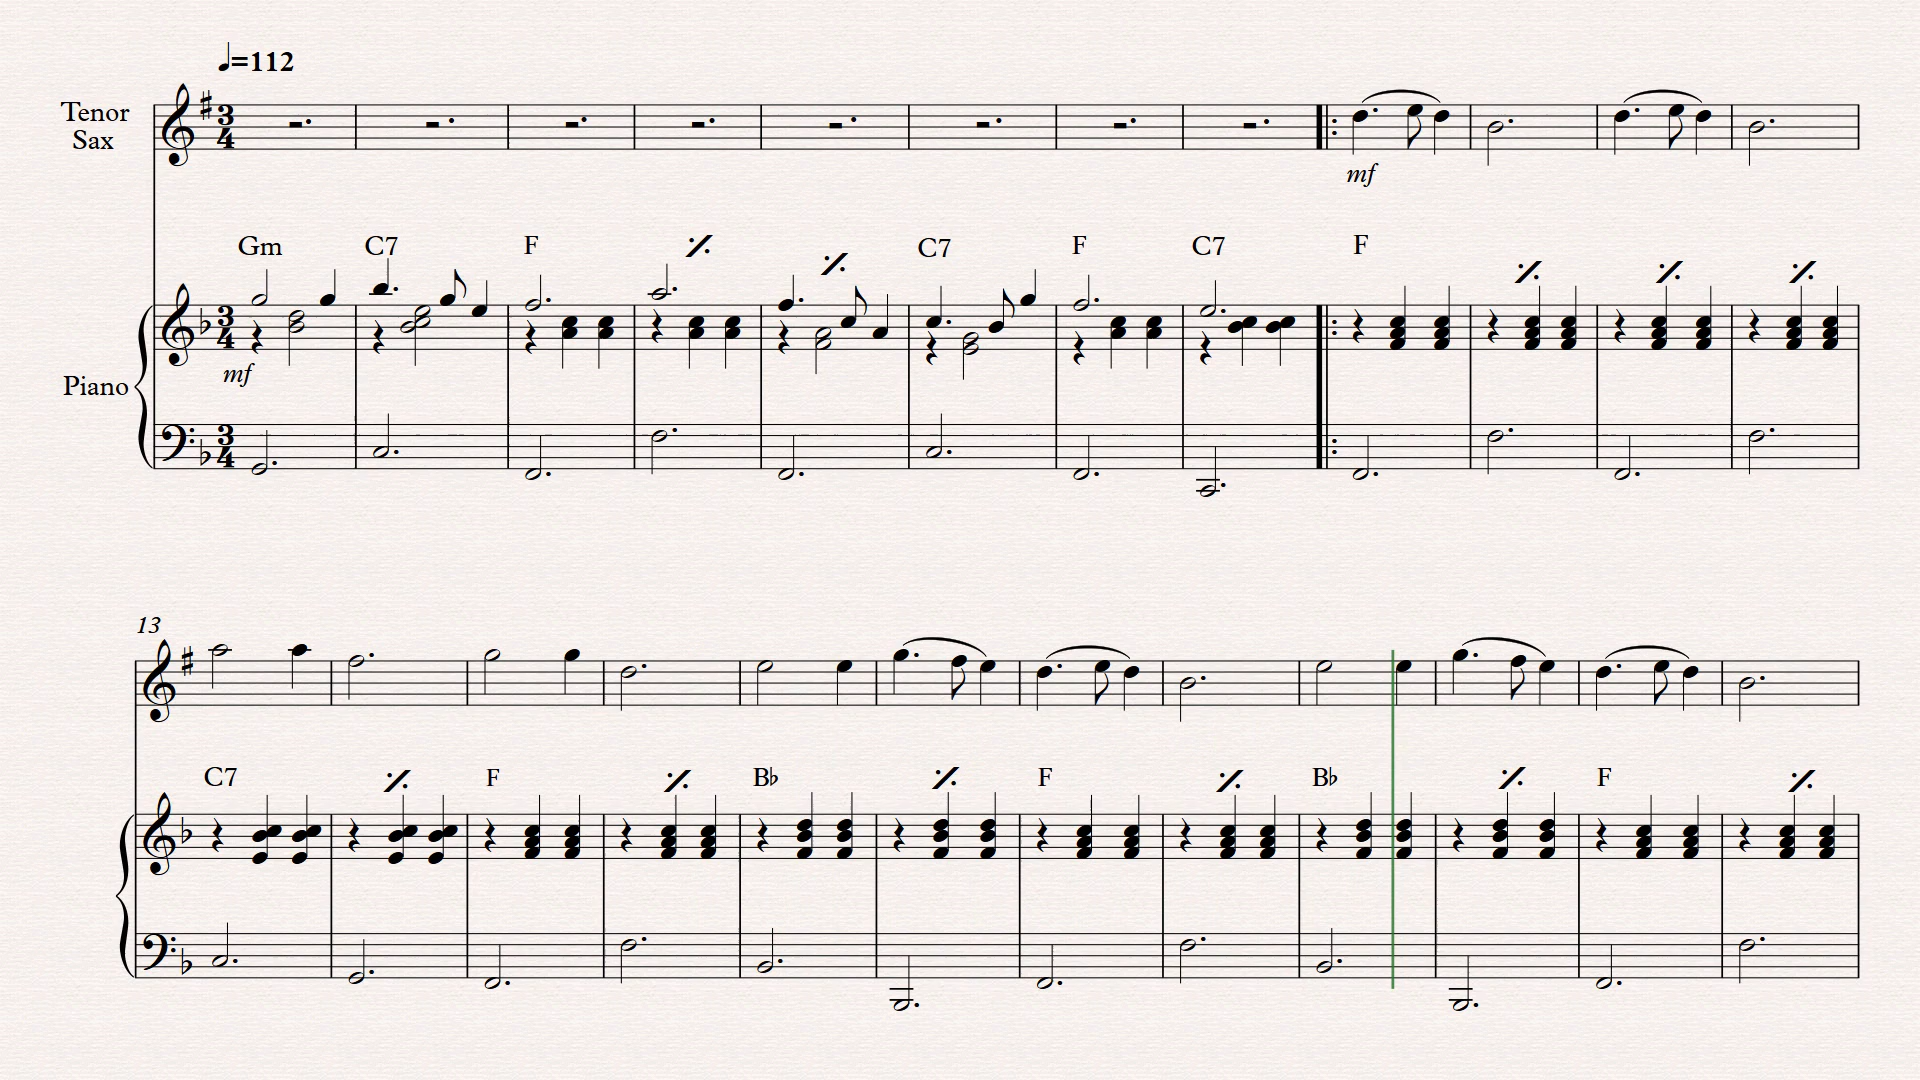 ♩=112
Tenor
Sax
3/4
mf
Gm C7 F C7 F C7 F
3/4
mf
Piano
3/4
13
C7 F B♭ F B♭ F